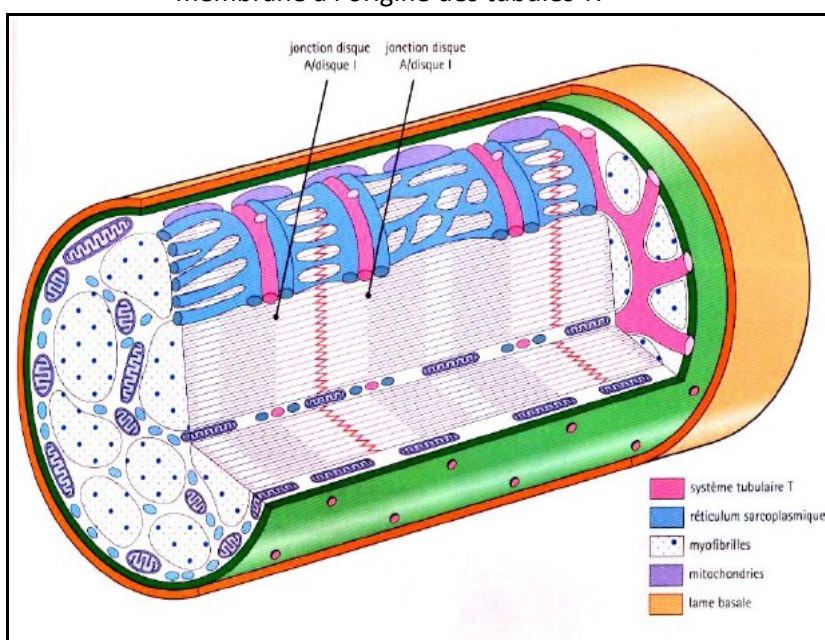 membrane à l'origine des tubules T.
jonction disque
A/disque I
jonction disque
A/disque I
système tubulaire T
réticulum sarcoplasmique
myofibrilles
mitochondries
lame basale